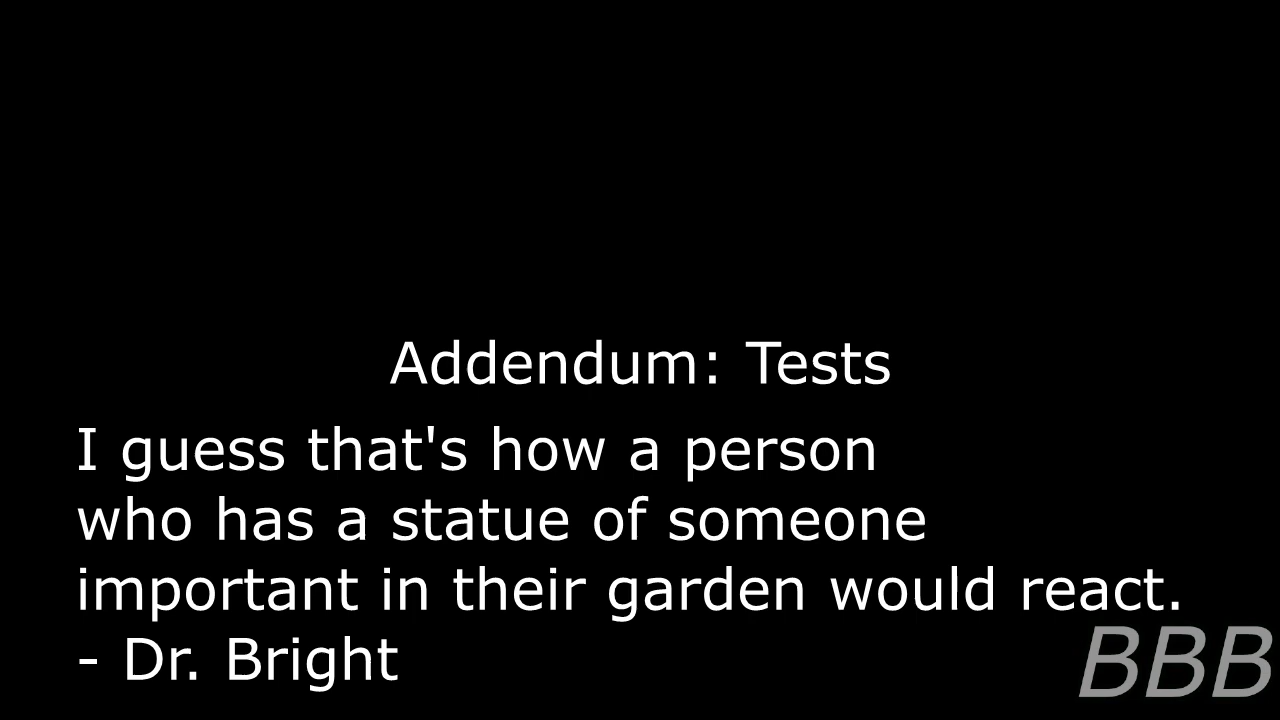 Addendum: Tests
I guess that's how a person
who has a statue of someone
important in their garden would react.
- Dr. Bright
BBB